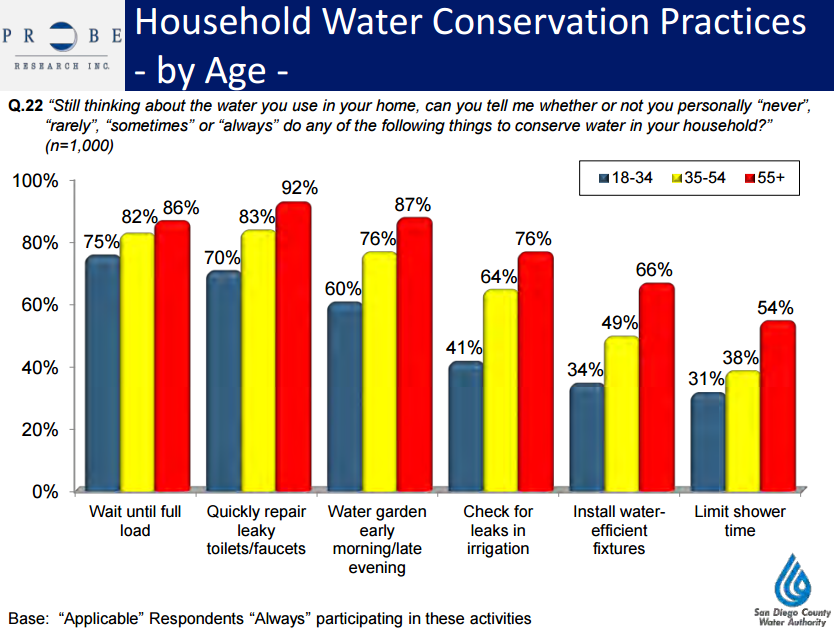 PROBE
RESEARCH INC.
Household Water Conservation Practices
- by Age -
Q.22 “Still thinking about the water you use in your home, can you tell me whether or not you personally “never”,
“rarely”, “sometimes” or “always” do any of the following things to conserve water in your household?”
(n=1,000)
18-34 35-54 55+
100%
80%
60%
40%
20%
0%
75% 82% 86%
70% 83% 92%
60% 76% 87%
41% 64% 76%
34% 49% 66%
31% 38% 54%
Wait until full
load
Quickly repair
leaky
toilets/faucets
Water garden
early
morning/late
evening
Check for
leaks in
irrigation
Install water-
efficient
fixtures
Limit shower
time
Base: “Applicable” Respondents “Always” participating in these activities
San Diego County
Water Authority